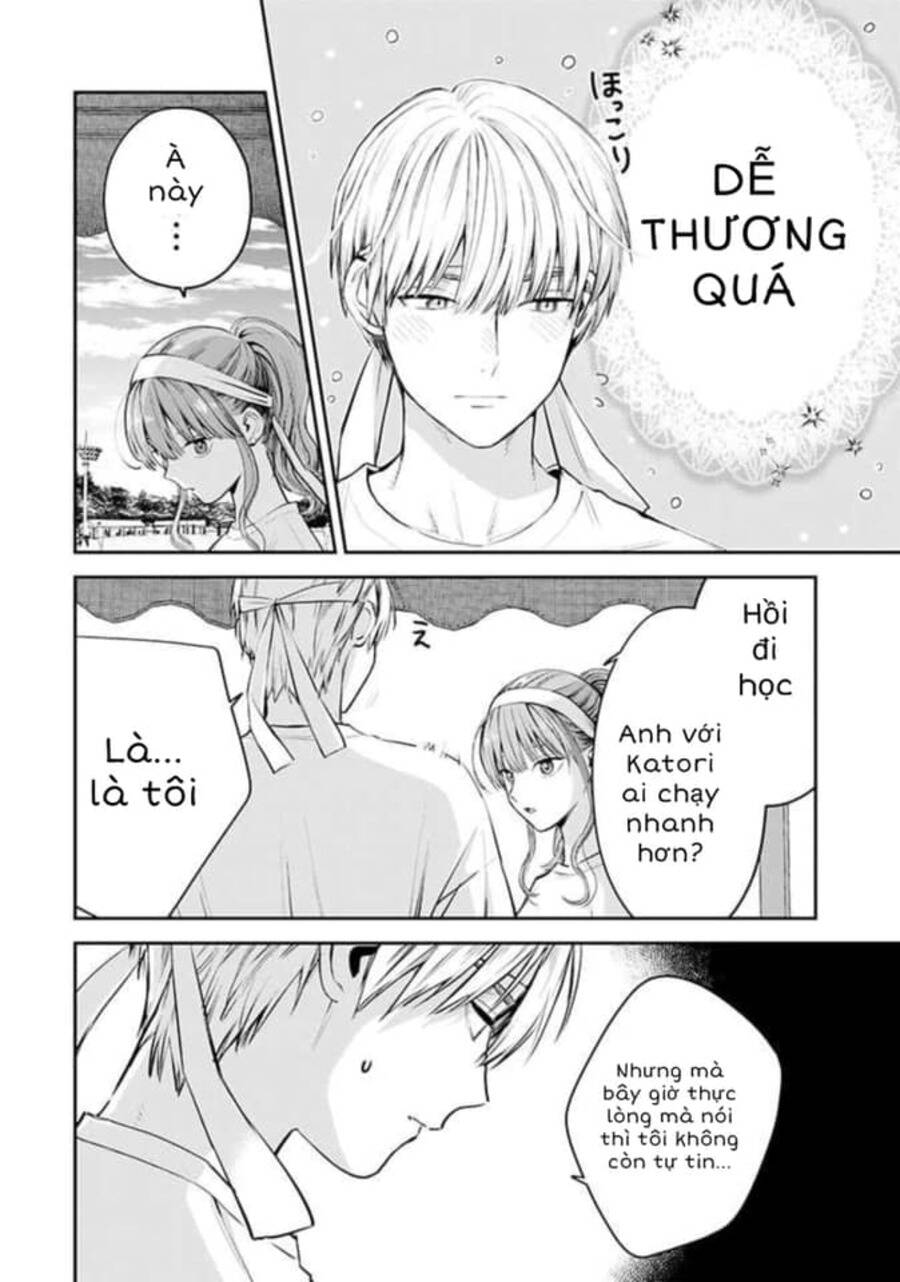 DỄ
THƯƠNG
QUÁ
ほっこり
À
này
...
Hồi
đi
học
Anh với
Katori
ai chạy
nhanh
hơn?
え
Là...
là tôi
Nhưng mà
bây giờ thực
lòng mà nói
thì tôi không
còn tự tin...